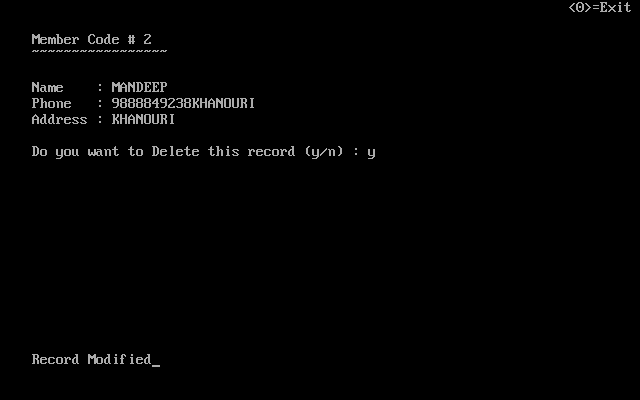 <0>=Exit
Member Code # 2
~~~~~~~~~~~~~~~~~
Name    : MANDEEP
Phone   : 9888849238KHANOURI
Address : KHANOURI
Do you want to Delete this record (y/n) : y
Record Modified_